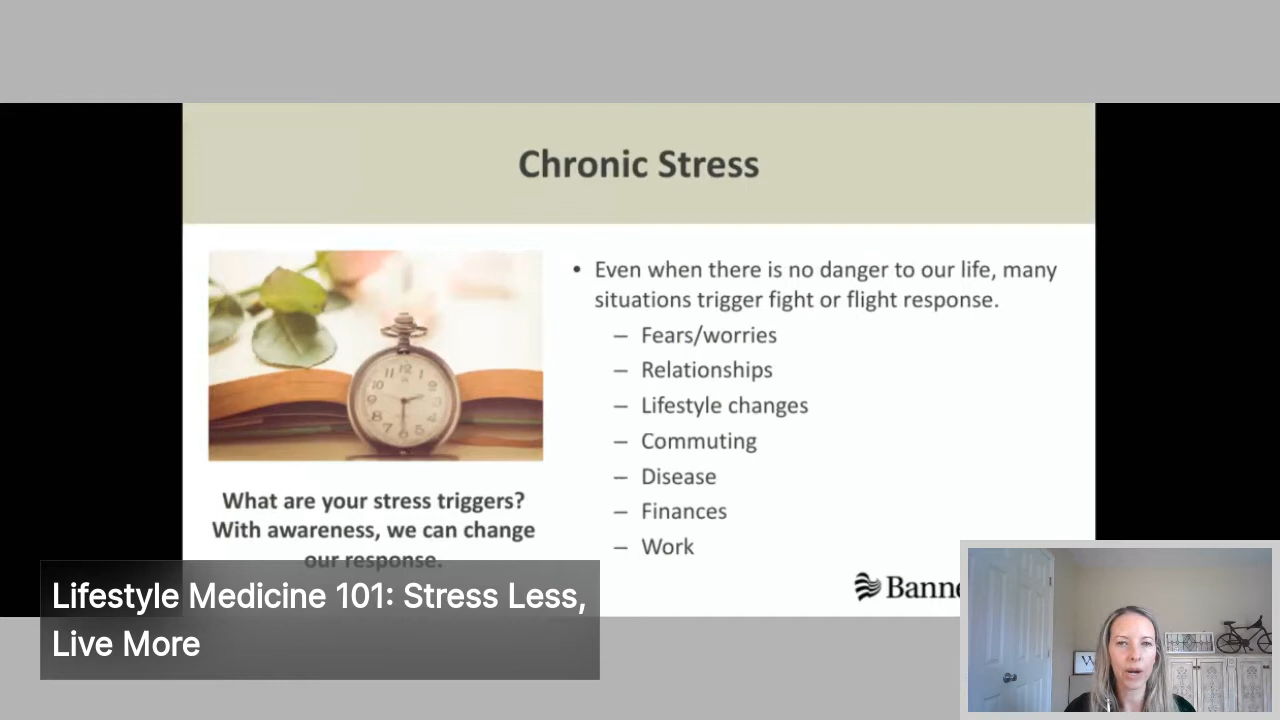 Chronic Stress
• Even when there is no danger to our life, many
situations trigger fight or flight response.
– Fears/worries
– Relationships
– Lifestyle changes
– Commuting
– Disease
– Finances
– Work
What are your stress triggers?
With awareness, we can change
our response.
Lifestyle Medicine 101: Stress Less,
Live More